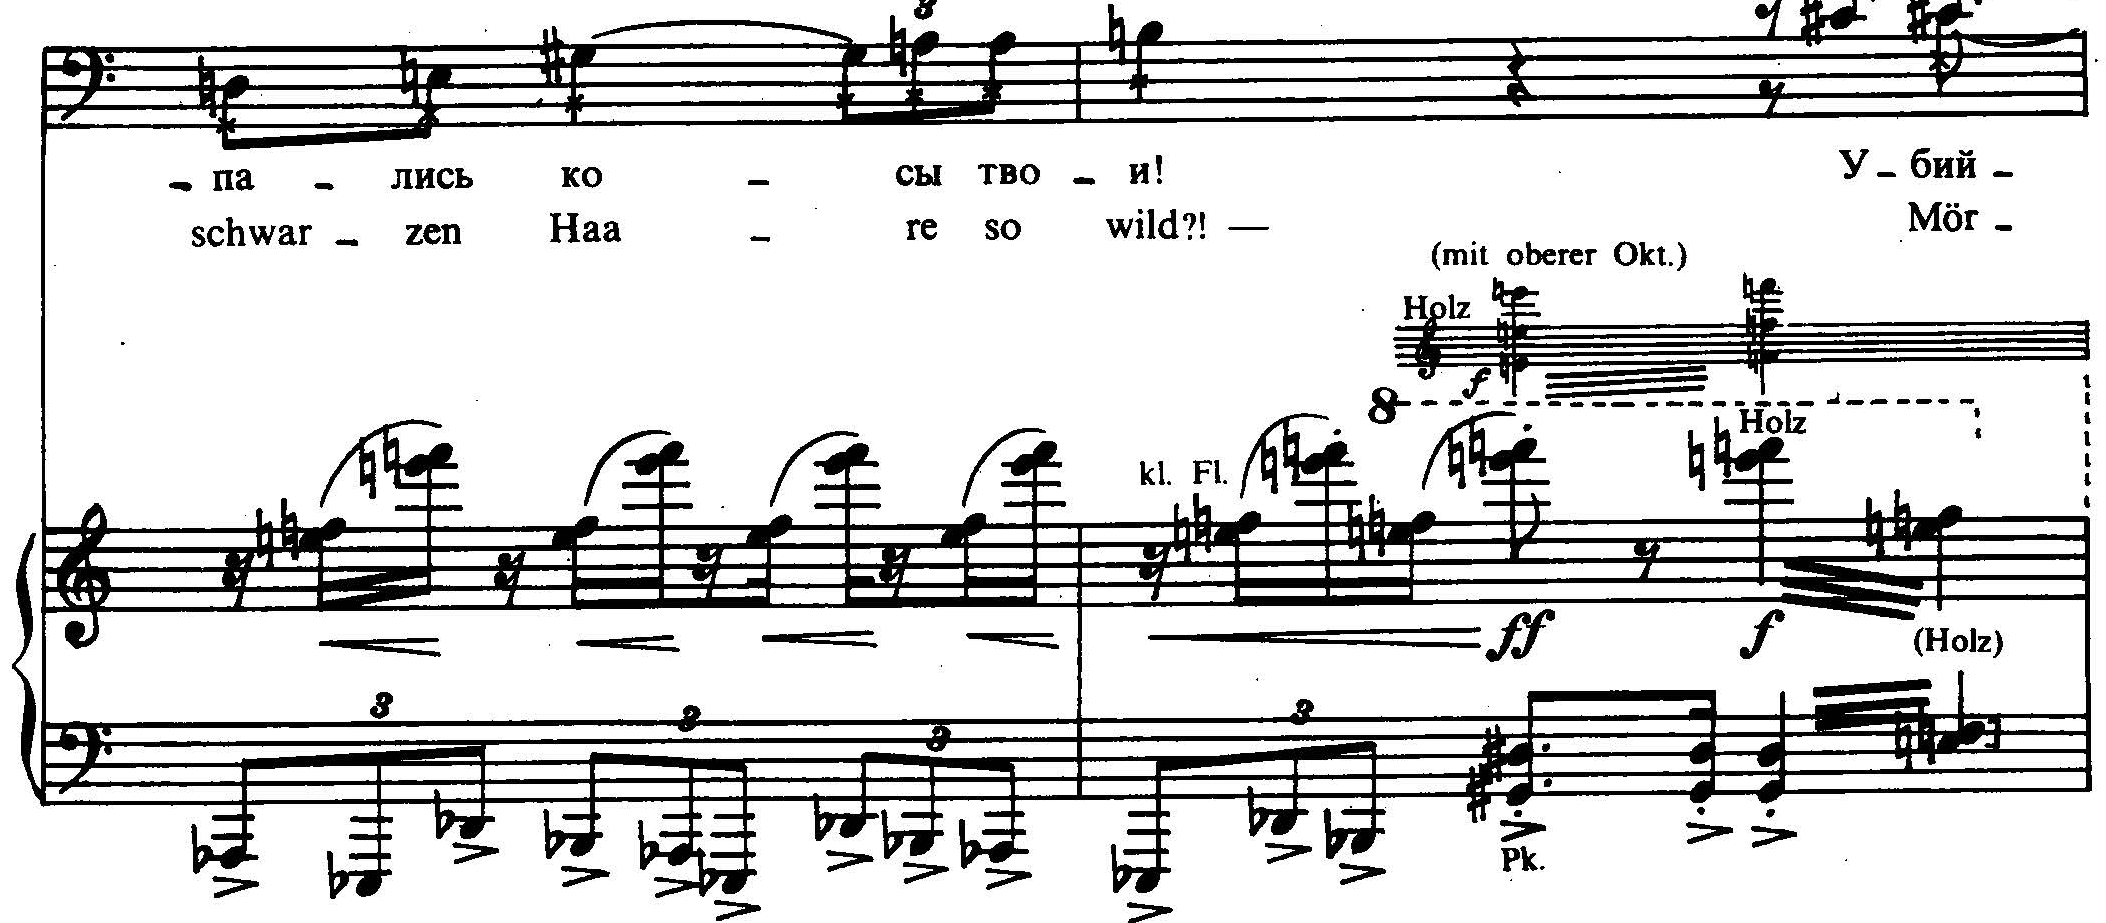 3
- па - лись ко - сы тво - и! У - бий -
schwar - zen Haa - re so wild?! — Mör -
(mit oberer Okt.)
Holz
f
8
Holz
kl. Fl.
ff f
(Holz)
3 3 3 3
Pk.